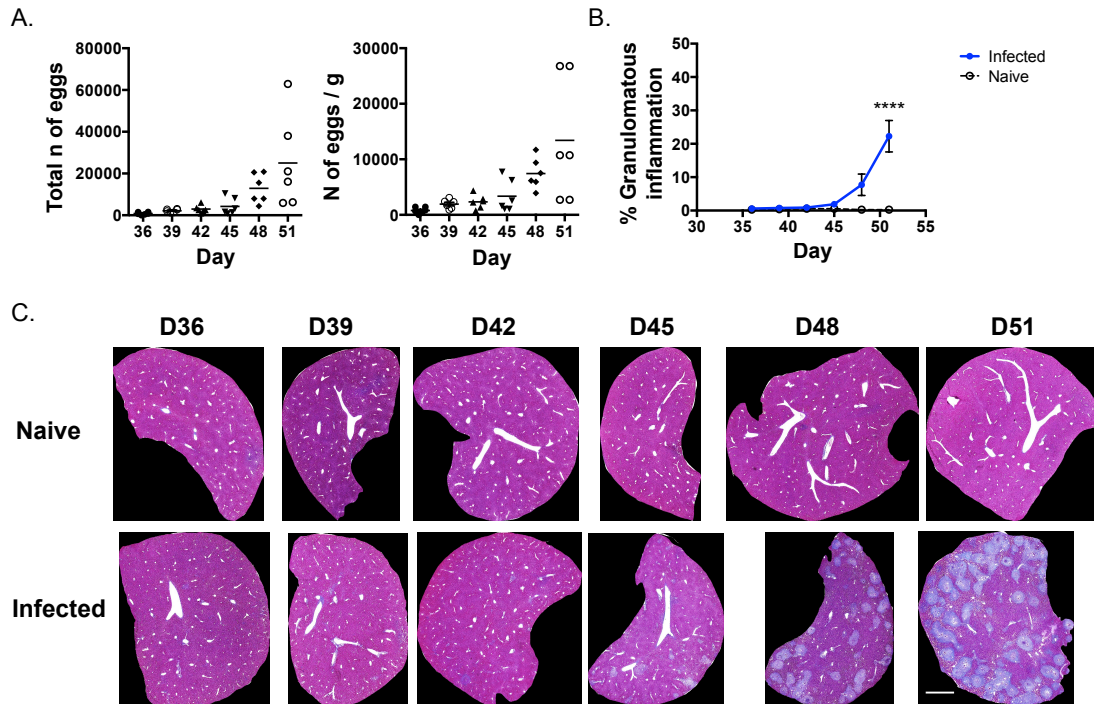 A.
80000
60000
40000
20000
0
Total n of eggs
36 39 42 45 48 51
Day
30000
20000
10000
0
N of eggs / g
36 39 42 45 48 51
Day
B.
50
40
30
20
10
0
% Granulomatous
inflammation
30 35 40 45 50 55
Day
****
Infected
Naive
C.
D36 D39 D42 D45 D48 D51
Naive
Infected